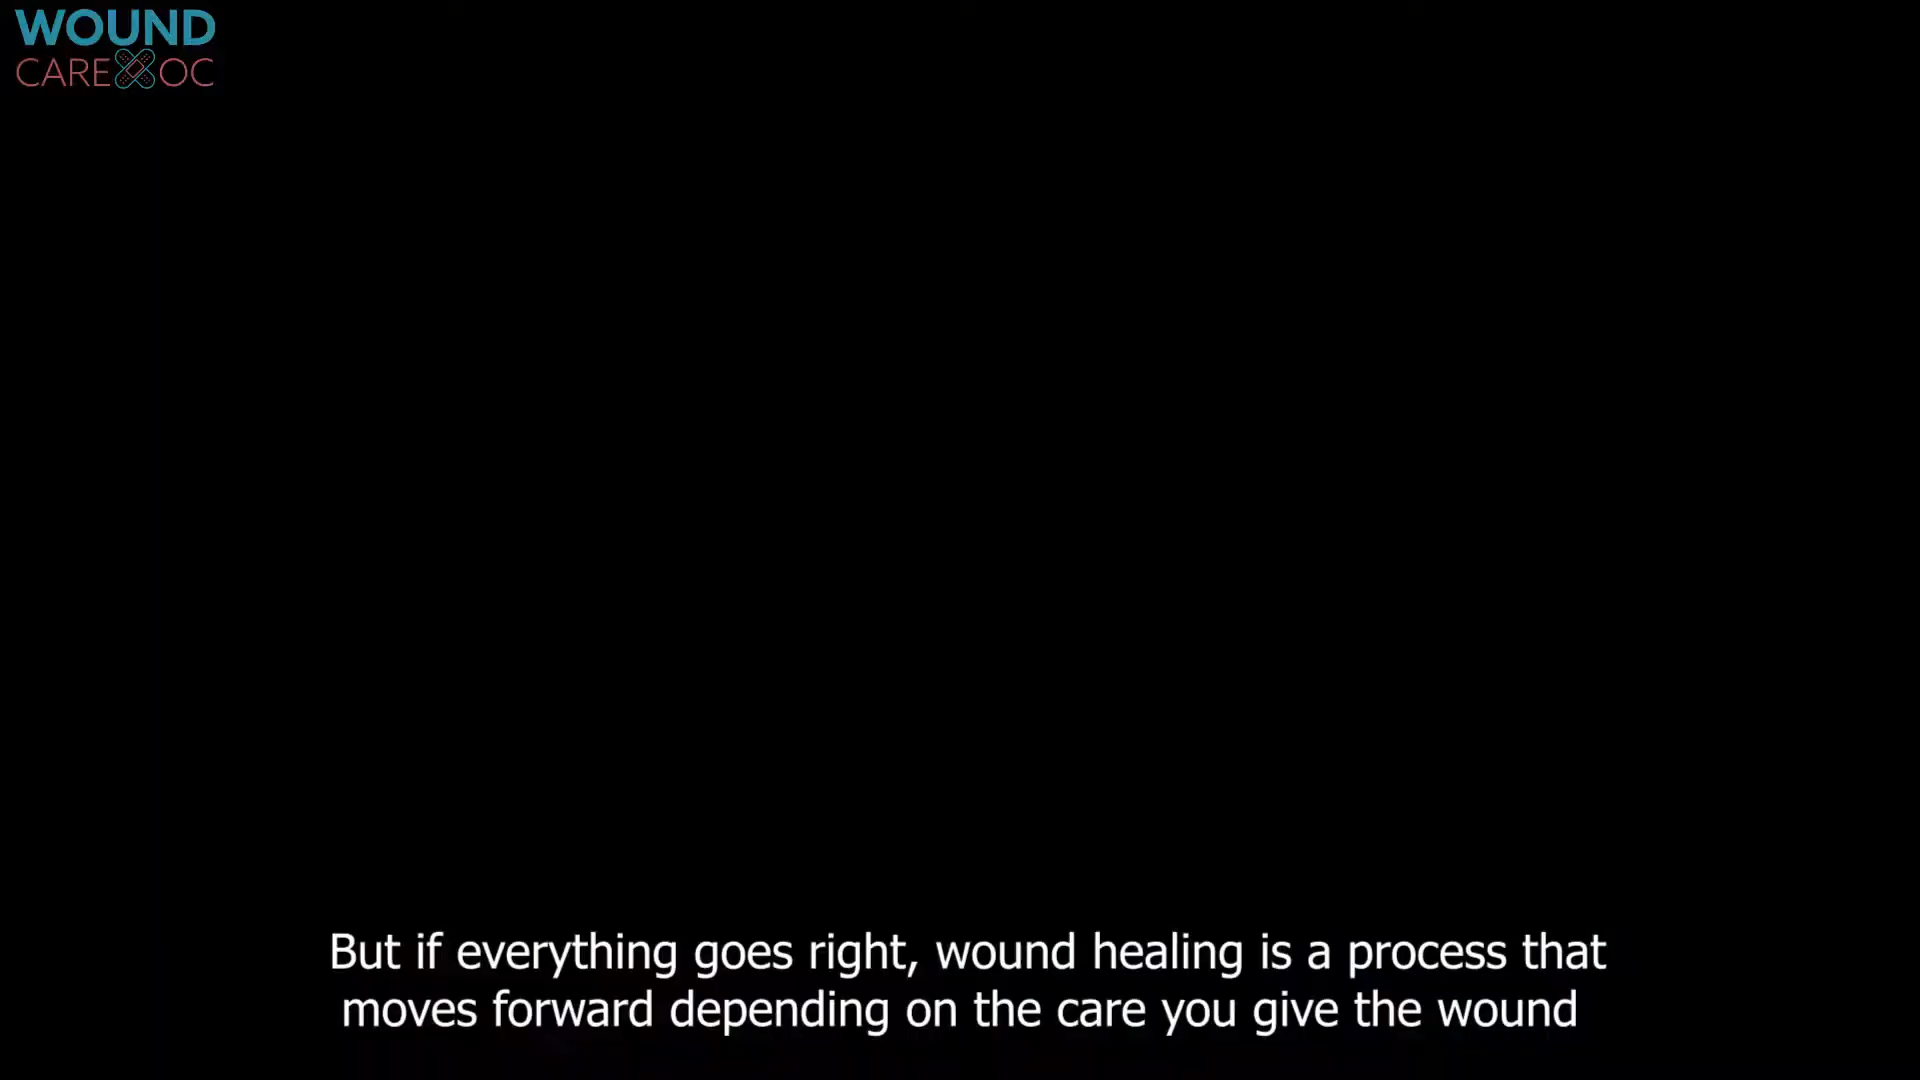 WOUND
CARE OC
But if everything goes right, wound healing is a process that
moves forward depending on the care you give the wound